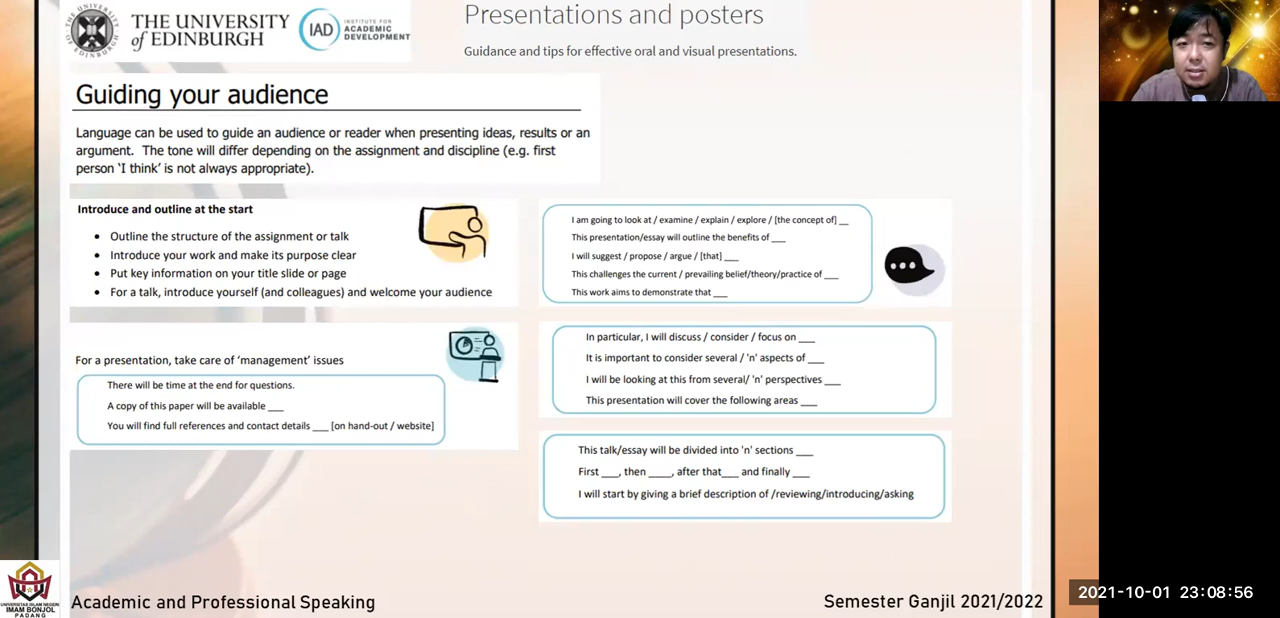 THE UNIVERSITY
of EDINBURGH
IAD
INSTITUTE FOR
ACADEMIC
DEVELOPMENT
Presentations and posters
Guidance and tips for effective oral and visual presentations.
Guiding your audience
Language can be used to guide an audience or reader when presenting ideas, results or an
argument. The tone will differ depending on the assignment and discipline (e.g. first
person ‘I think’ is not always appropriate).
Introduce and outline at the start
• Outline the structure of the assignment or talk
• Introduce your work and make its purpose clear
• Put key information on your title slide or page
• For a talk, introduce yourself (and colleagues) and welcome your audience
For a presentation, take care of ‘management’ issues
There will be time at the end for questions.
A copy of this paper will be available ___
You will find full references and contact details ___ [on hand-out / website]
I am going to look at / examine / explain / explore / [the concept of] __
This presentation/essay will outline the benefits of ___
I will suggest / propose / argue / [that] ___
This challenges the current / prevailing belief/theory/practice of ___
This work aims to demonstrate that ___
In particular, I will discuss / consider / focus on ___
It is important to consider several / 'n' aspects of ___
I will be looking at this from several/ 'n' perspectives ___
This presentation will cover the following areas ___
This talk/essay will be divided into 'n' sections ___
First ___, then ____, after that___ and finally ___
I will start by giving a brief description of /reviewing/introducing/asking
UNIVERSITAS ISLAM NEGERI
IMAM BONJOL
PADANG
Academic and Professional Speaking
Semester Ganjil 2021/2022
2021-10-01 23:08:56